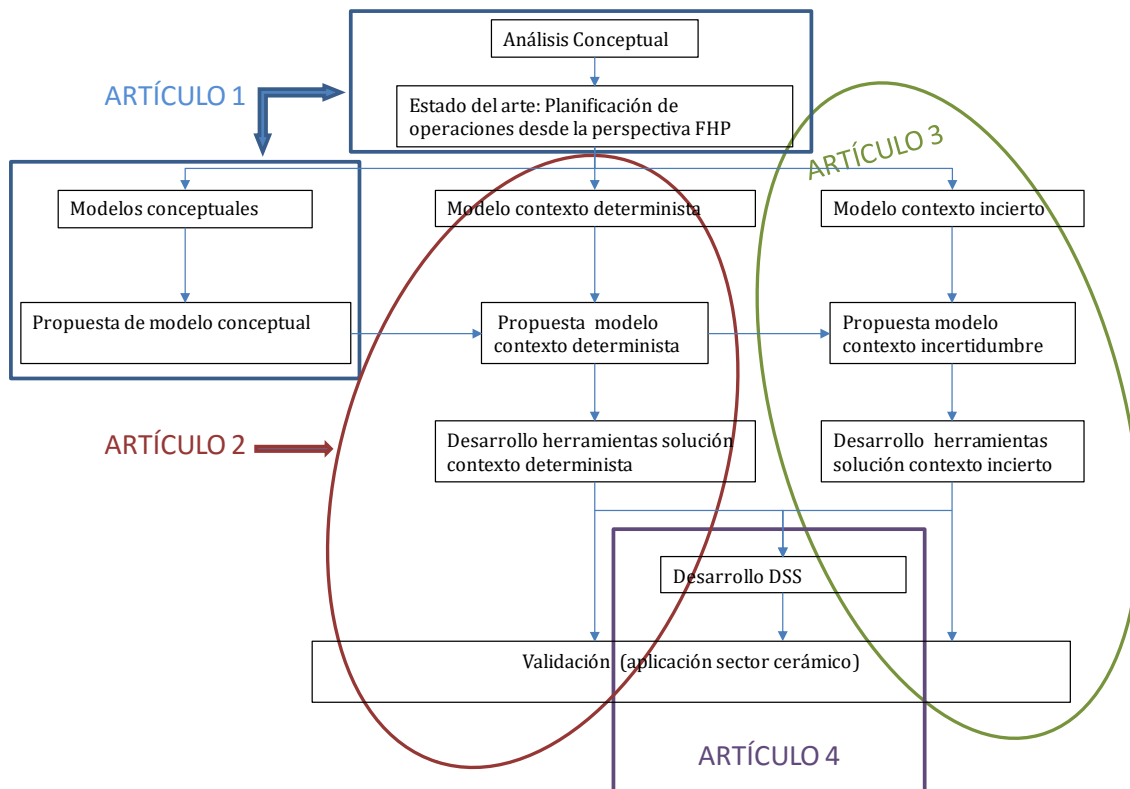 Análisis Conceptual
ARTÍCULO 1
Estado del arte: Planificación de
operaciones desde la perspectiva FHP
ARTÍCULO 3
Modelos conceptuales
Modelo contexto determinista
Modelo contexto incierto
Propuesta de modelo conceptual
Propuesta modelo
contexto determinista
Propuesta modelo
contexto incertidumbre
ARTÍCULO 2
Desarrollo herramientas solución
contexto determinista
Desarrollo herramientas
solución contexto incierto
Desarrollo DSS
Validación (aplicación sector cerámico)
ARTÍCULO 4